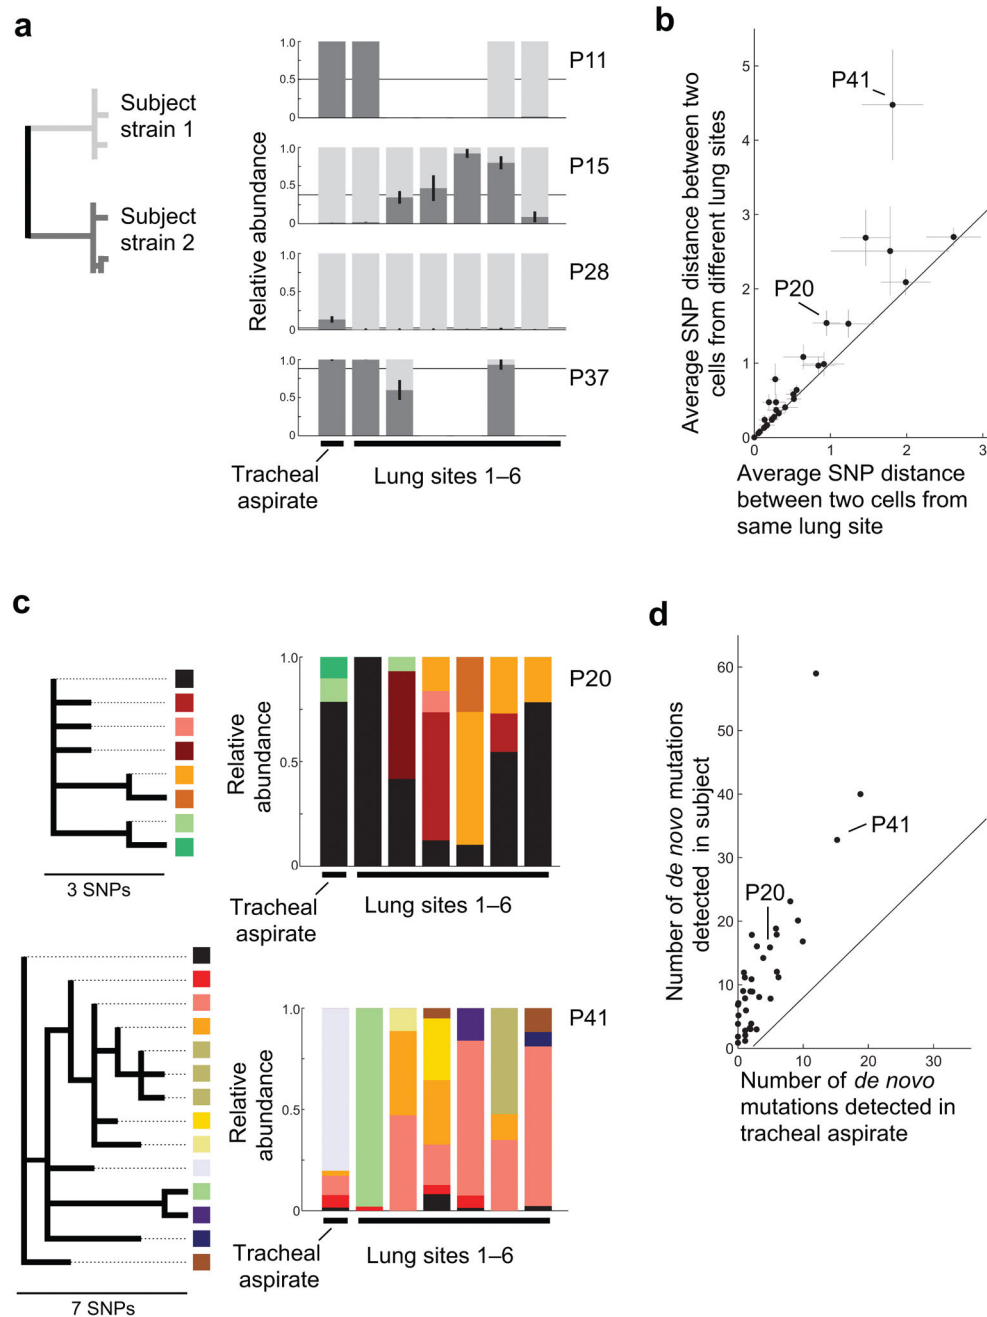 a
Subject
strain 1
Subject
strain 2
Relative abundance
1.0
0.5
0
P11
1.0
0.5
0
P15
1.0
0.5
0
P28
1.0
0.5
0
P37
Tracheal
aspirate
Lung sites 1–6
b
Average SNP distance between two
cells from different lung sites
5
4
3
2
1
0
P41
P20
0
1
2
3
Average SNP distance
between two cells from
same lung site
c
3 SNPs
Relative
abundance
1.0
0.5
0
P20
Tracheal
aspirate
Lung sites 1–6
7 SNPs
Relative
abundance
1.0
0.5
0
P41
Tracheal
aspirate
Lung sites 1–6
d
Number of de novo mutations
detected in subject
60
50
40
30
20
10
0
P41
P20
0
10
20
30
Number of de novo
mutations detected in
tracheal aspirate